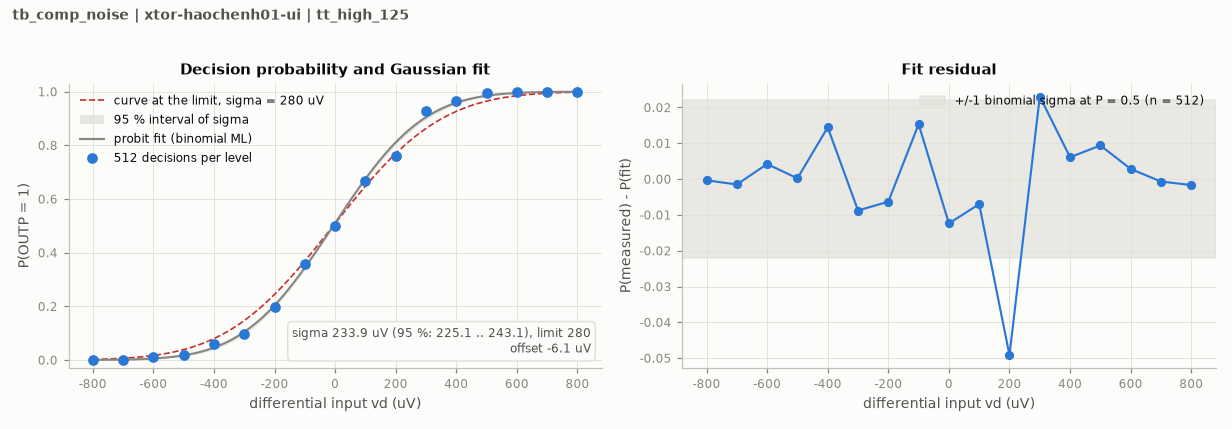 tb_comp_noise | xtor-haochenh01-ui | tt_high_125
Decision probability and Gaussian fit
P(OUTP = 1)
1.0
0.8
0.6
0.4
0.2
0.0
curve at the limit, sigma = 280 uV
95 % interval of sigma
probit fit (binomial ML)
512 decisions per level
sigma 233.9 uV (95 %: 225.1 .. 243.1), limit 280
offset -6.1 uV
-800 -600 -400 -200 0 200 400 600 800
differential input vd (uV)
Fit residual
P(measured) - P(fit)
0.02
0.01
0.00
-0.01
-0.02
-0.03
-0.04
-0.05
+/-1 binomial sigma at P = 0.5 (n = 512)
-800 -600 -400 -200 0 200 400 600 800
differential input vd (uV)